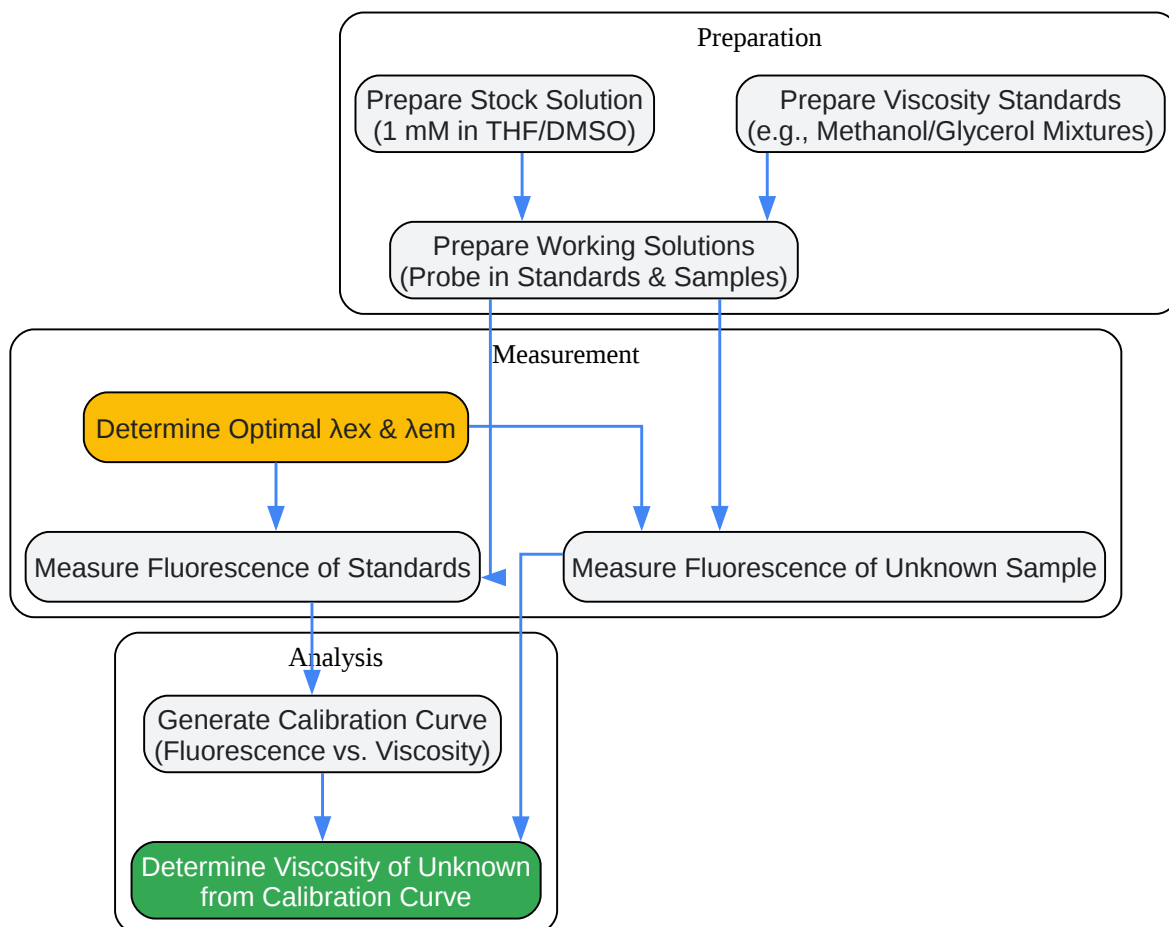 Preparation
Prepare Stock Solution
(1 mM in THF/DMSO)
Prepare Viscosity Standards
(e.g., Methanol/Glycerol Mixtures)
Prepare Working Solutions
(Probe in Standards & Samples)
Measurement
Determine Optimal λex & λem
Measure Fluorescence of Standards
Measure Fluorescence of Unknown Sample
Analysis
Generate Calibration Curve
(Fluorescence vs. Viscosity)
Determine Viscosity of Unknown
from Calibration Curve